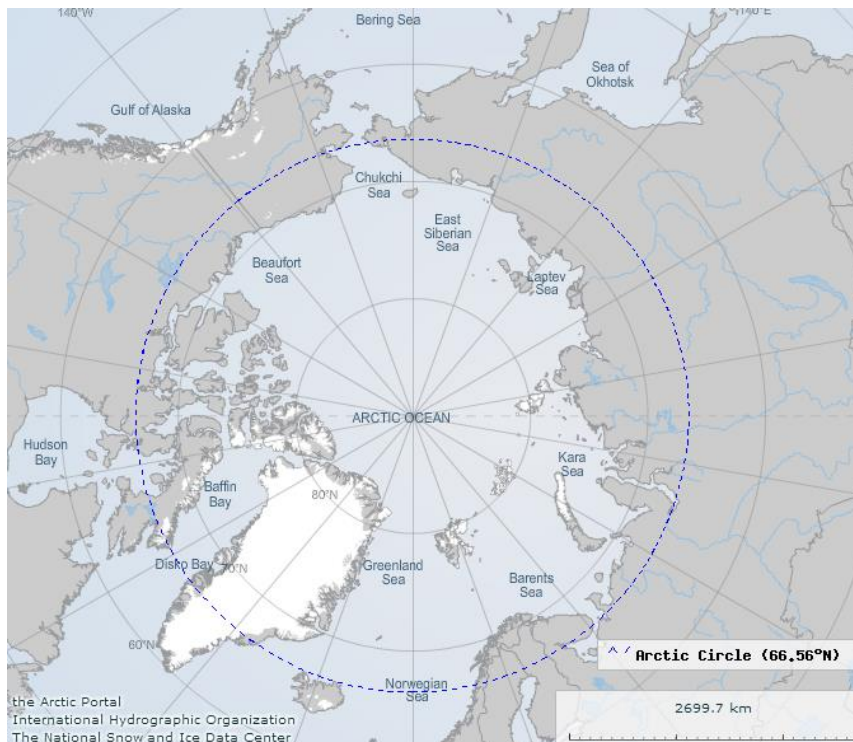 140°W
Bering Sea
140°E
Sea of
Okhotsk
Gulf of Alaska
Chukchi
Sea
East
Siberian
Sea
Beaufort
Sea
Laptev
Sea
ARCTIC OCEAN
Hudson
Bay
Kara
Sea
Baffin
Bay
80°N
Disko Bay
70°N
Greenland
Sea
Barents
Sea
60°N
Arctic Circle (66.56ºN)
Norwegian
Sea
the Arctic Portal
International Hydrographic Organization
The National Snow and Ice Data Center
2699.7 km